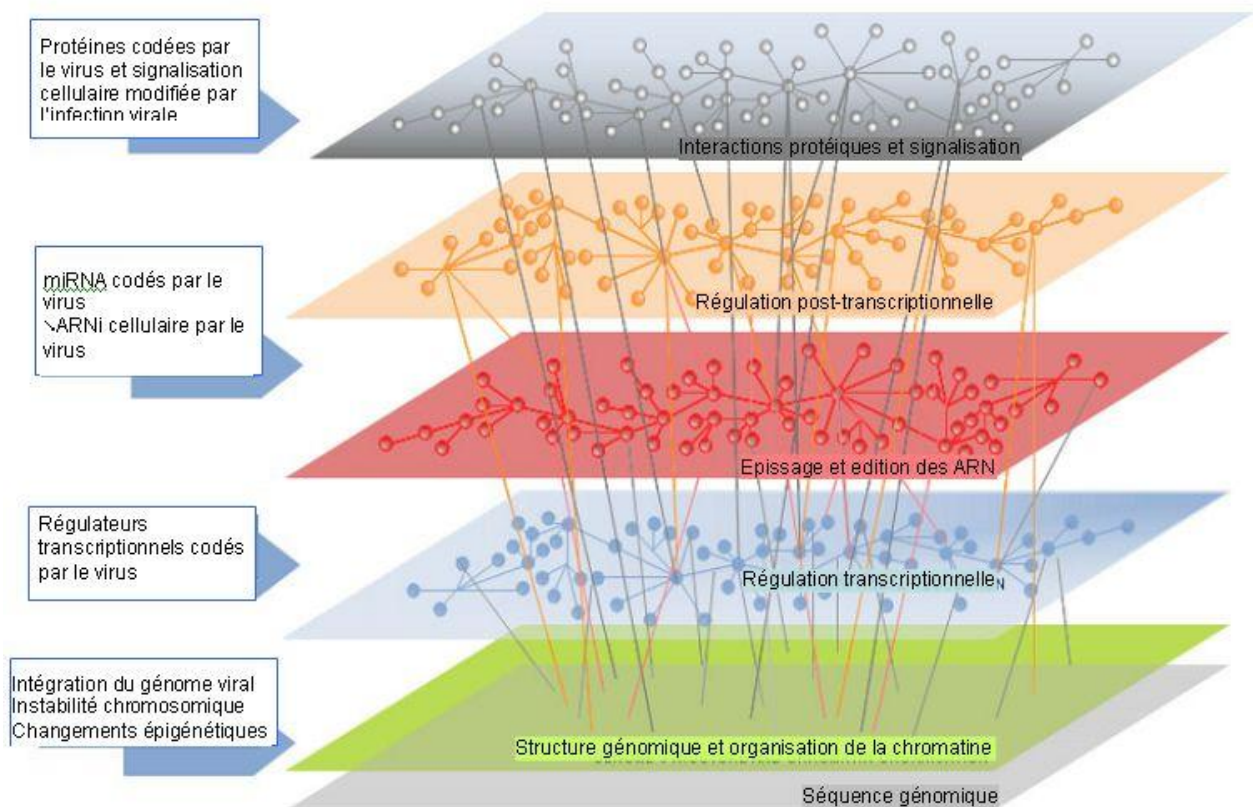 Protéines codées par
le virus et signalisation
cellulaire modifiée par
l'infection virale
Interactions protéiques et signalisation
miRNA codés par le
virus
↘ARNi cellulaire par le
virus
Régulation post-transcriptionnelle
Epissage et edition des ARN
Régulateurs
transcriptionnels codés
par le virus
Régulation transcriptionnelle N
Intégration du génome viral
Instabilité chromosomique
Changements épigénétiques
Structure génomique et organisation de la chromatine
Séquence génomique